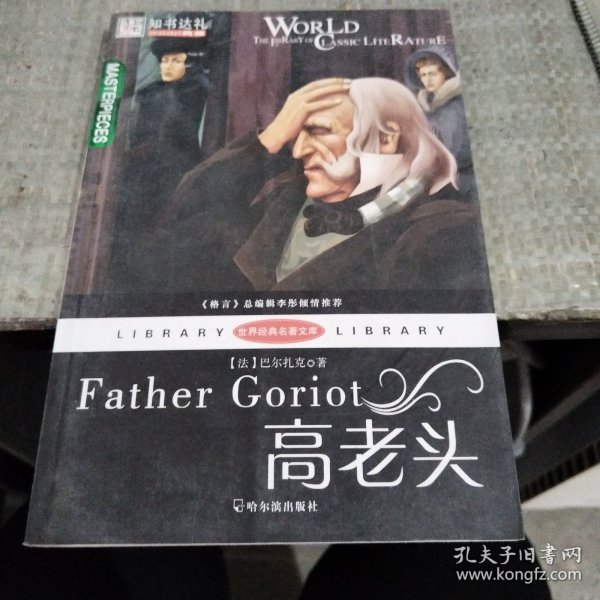 知书达礼
典藏
WORLD
THE LIBRARY OF CLASSIC LITERATURE
MASTERPIECES
《格言》总编辑李彤倾情推荐
LIBRARY 世界经典名著文库 LIBRARY
【法】巴尔扎克◎著
Father Goriot
高老头
哈尔滨出版社
孔夫子旧书网
www.kongfz.com